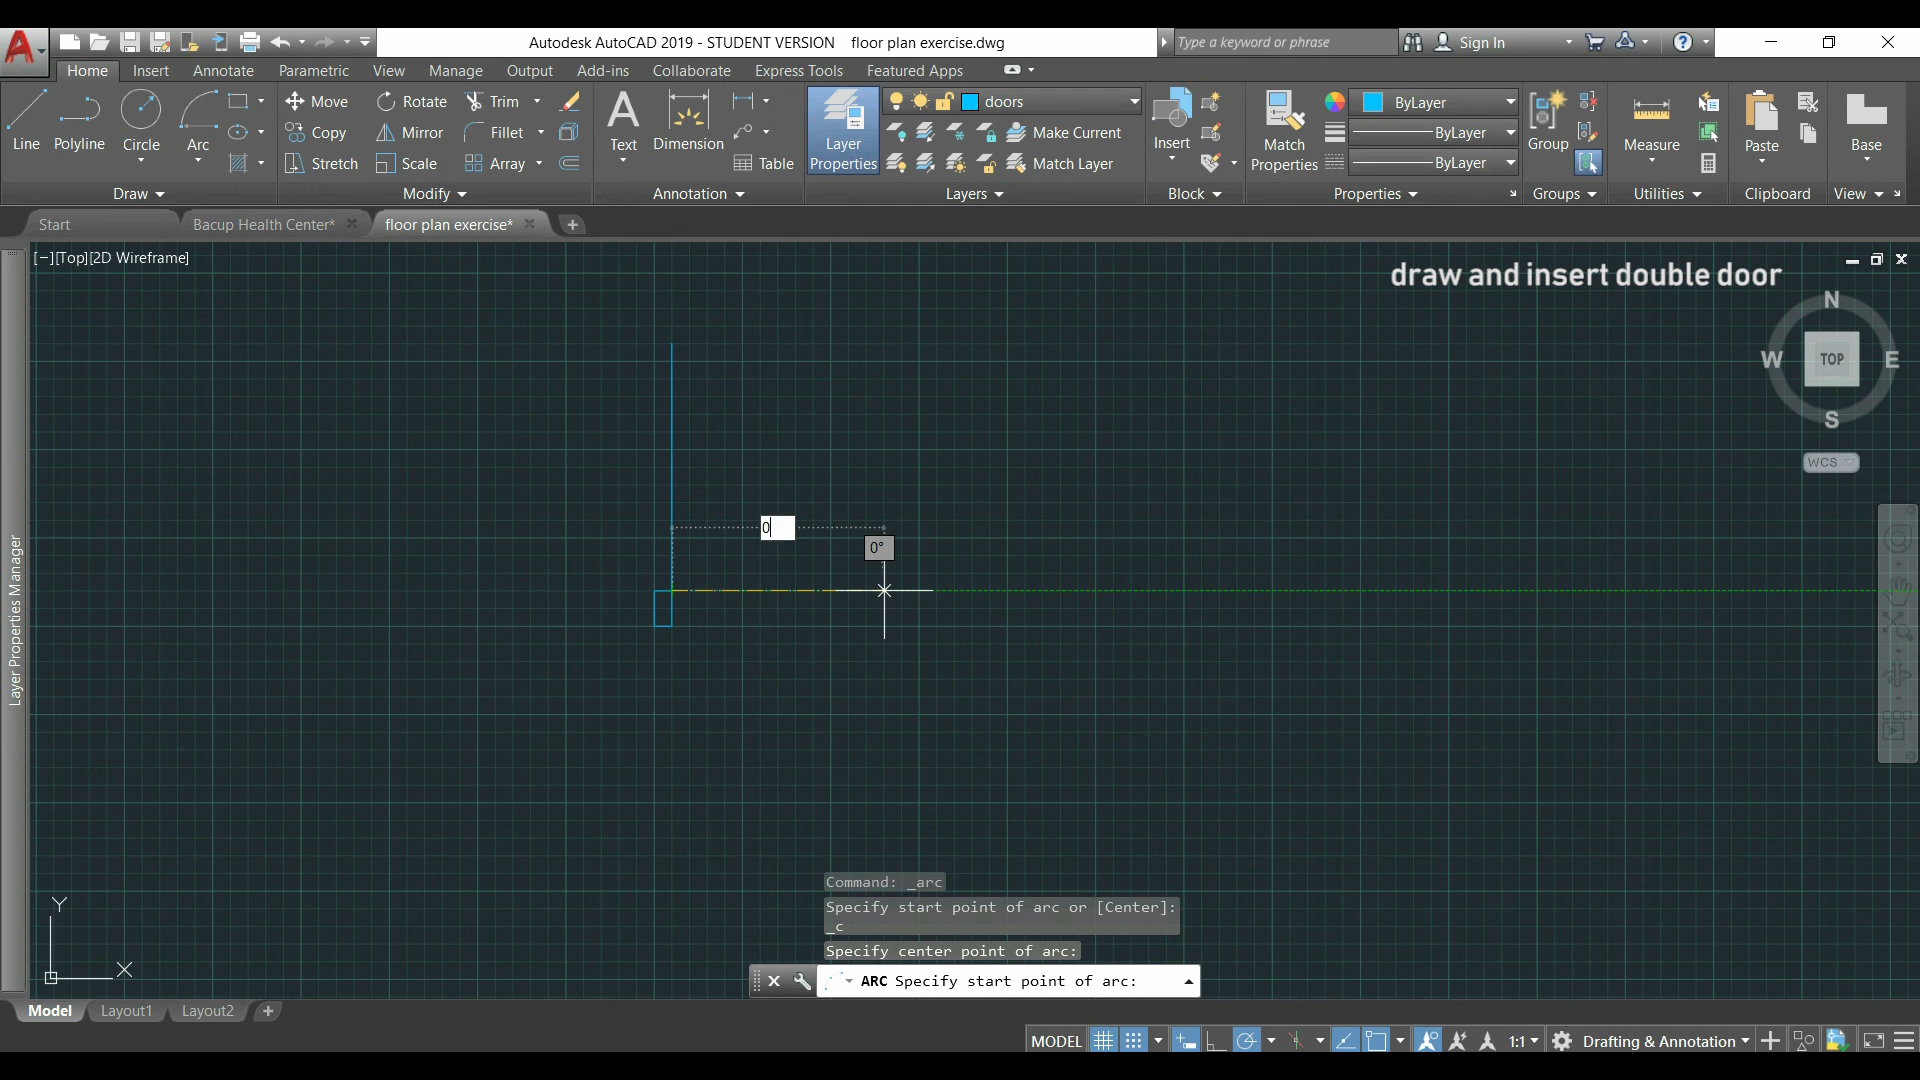 Autodesk AutoCAD 2019 - STUDENT VERSION floor plan exercise.dwg
Type a keyword or phrase
Sign In
Home Insert Annotate Parametric View Manage Output Add-ins Collaborate Express Tools Featured Apps
Line Polyline Circle Arc
Move Rotate Trim
Copy Mirror Fillet
Stretch Scale Array
Text Dimension Table
Layer Properties
doors
Make Current
Match Layer
Insert
Match Properties
ByLayer
ByLayer
ByLayer
Group Measure Paste Base
Draw Modify Annotation Layers Block Properties Groups Utilities Clipboard View
Start Bacup Health Center* floor plan exercise*
[−][Top][2D Wireframe]
draw and insert double door
N
W TOP E
S
WCS
Layer Properties Manager
0
0°
Command: _arc
Specify start point of arc or [Center]:
_c
Specify center point of arc:
ARC Specify start point of arc:
Y
X
Model Layout1 Layout2
MODEL 1:1 Drafting & Annotation